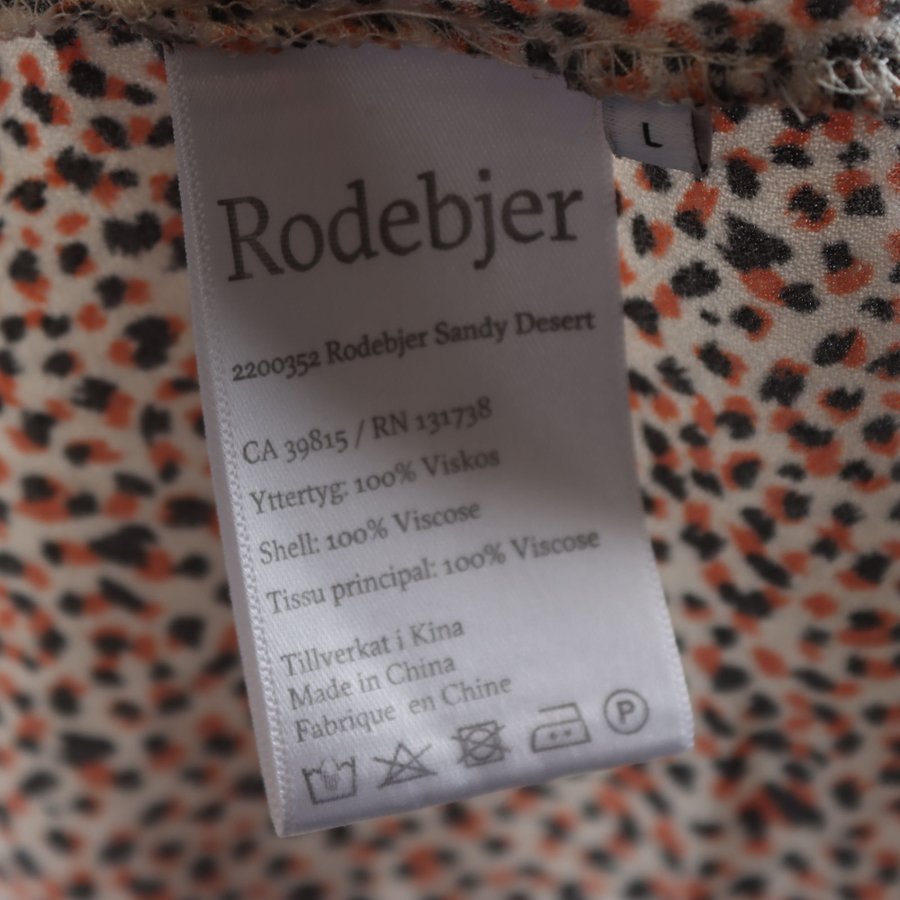 L
Rodebjer
2200352 Rodebjer Sandy Desert
CA 39815 / RN 131738
Yttertyg: 100% Viskos
Shell: 100% Viscose
Tissu principal: 100% Viscose
Tillverkat i Kina
Made in China
Fabrique en Chine
P